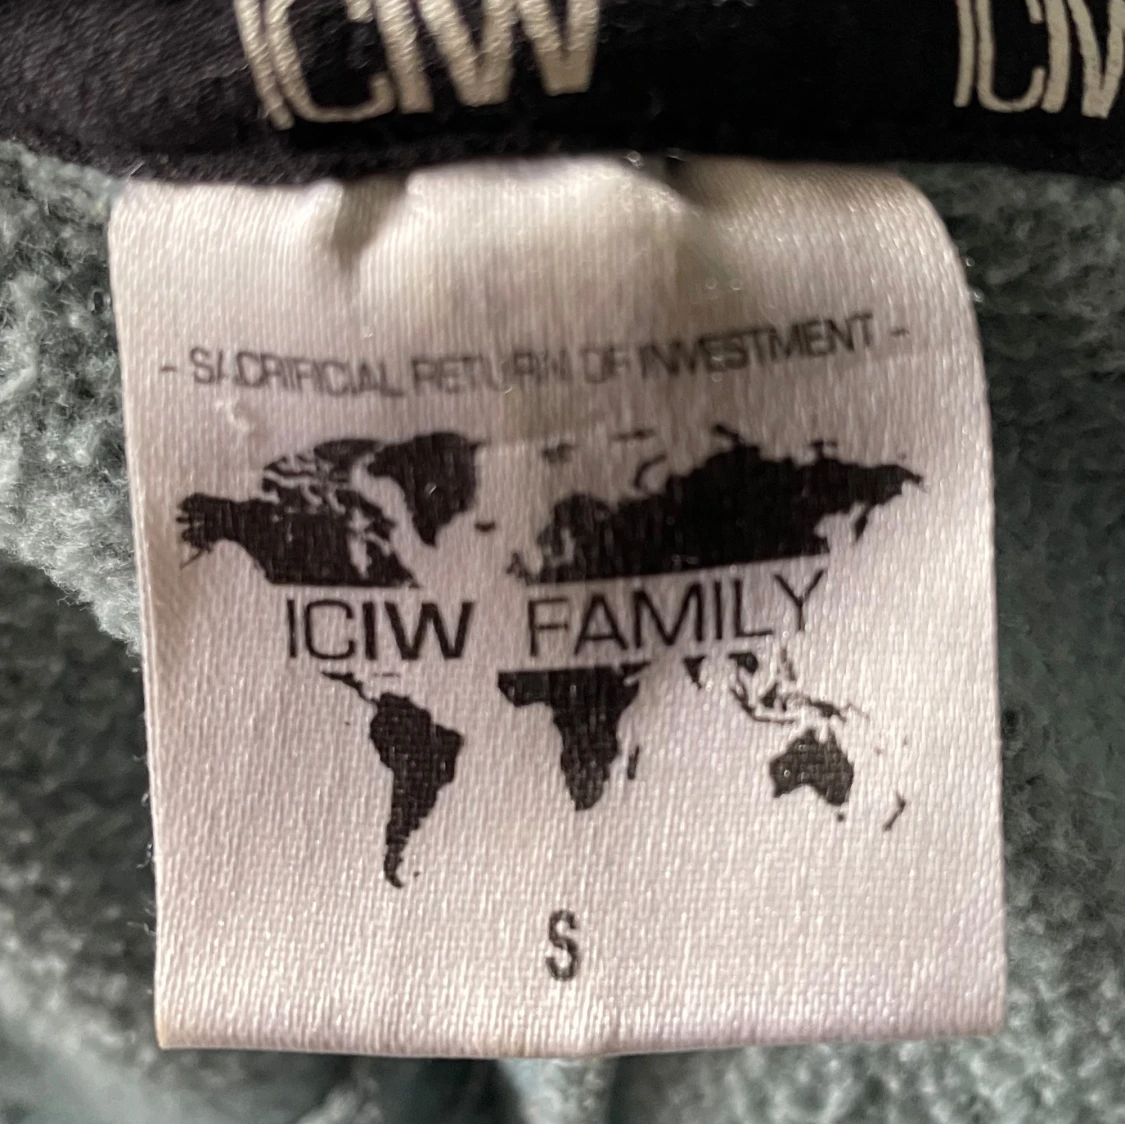 ICIW ICIW
- SACRIFICIAL RETURN OF INVESTMENT -
ICIW FAMILY
S